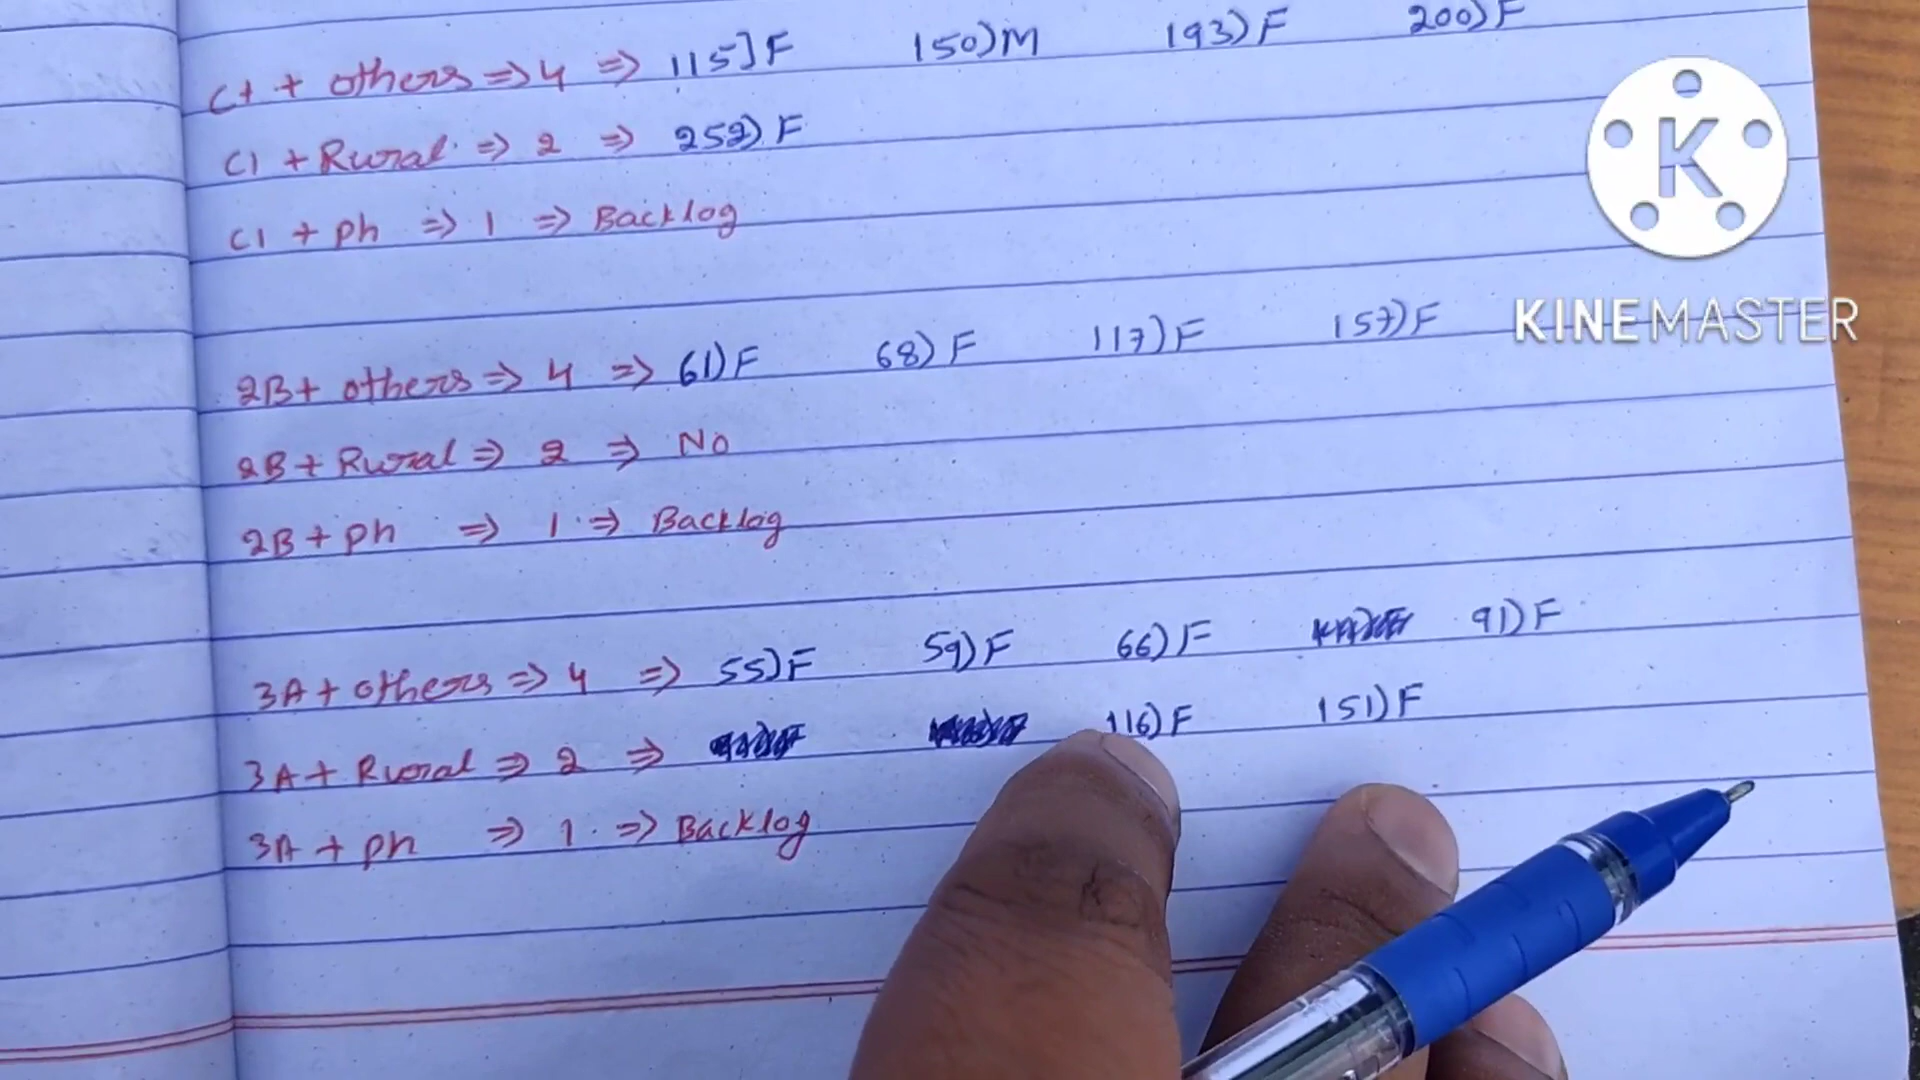 C1 + others => 4 => 115]F 150)M 193)F 200)F
C1 + Rural => 2 => 252) F
C1 + Ph => 1 => Backlog
K
KINEMASTER
2B + others => 4 => 61)F 68)F 117)F 157)F
2B + Rural => 2 => No
2B + Ph => 1 => Backlog
3A + others => 4 => 55)F 59)F 66)F 91)F
3A + Rural => 2 => 116)F 151)F
3A + Ph => 1 => Backlog